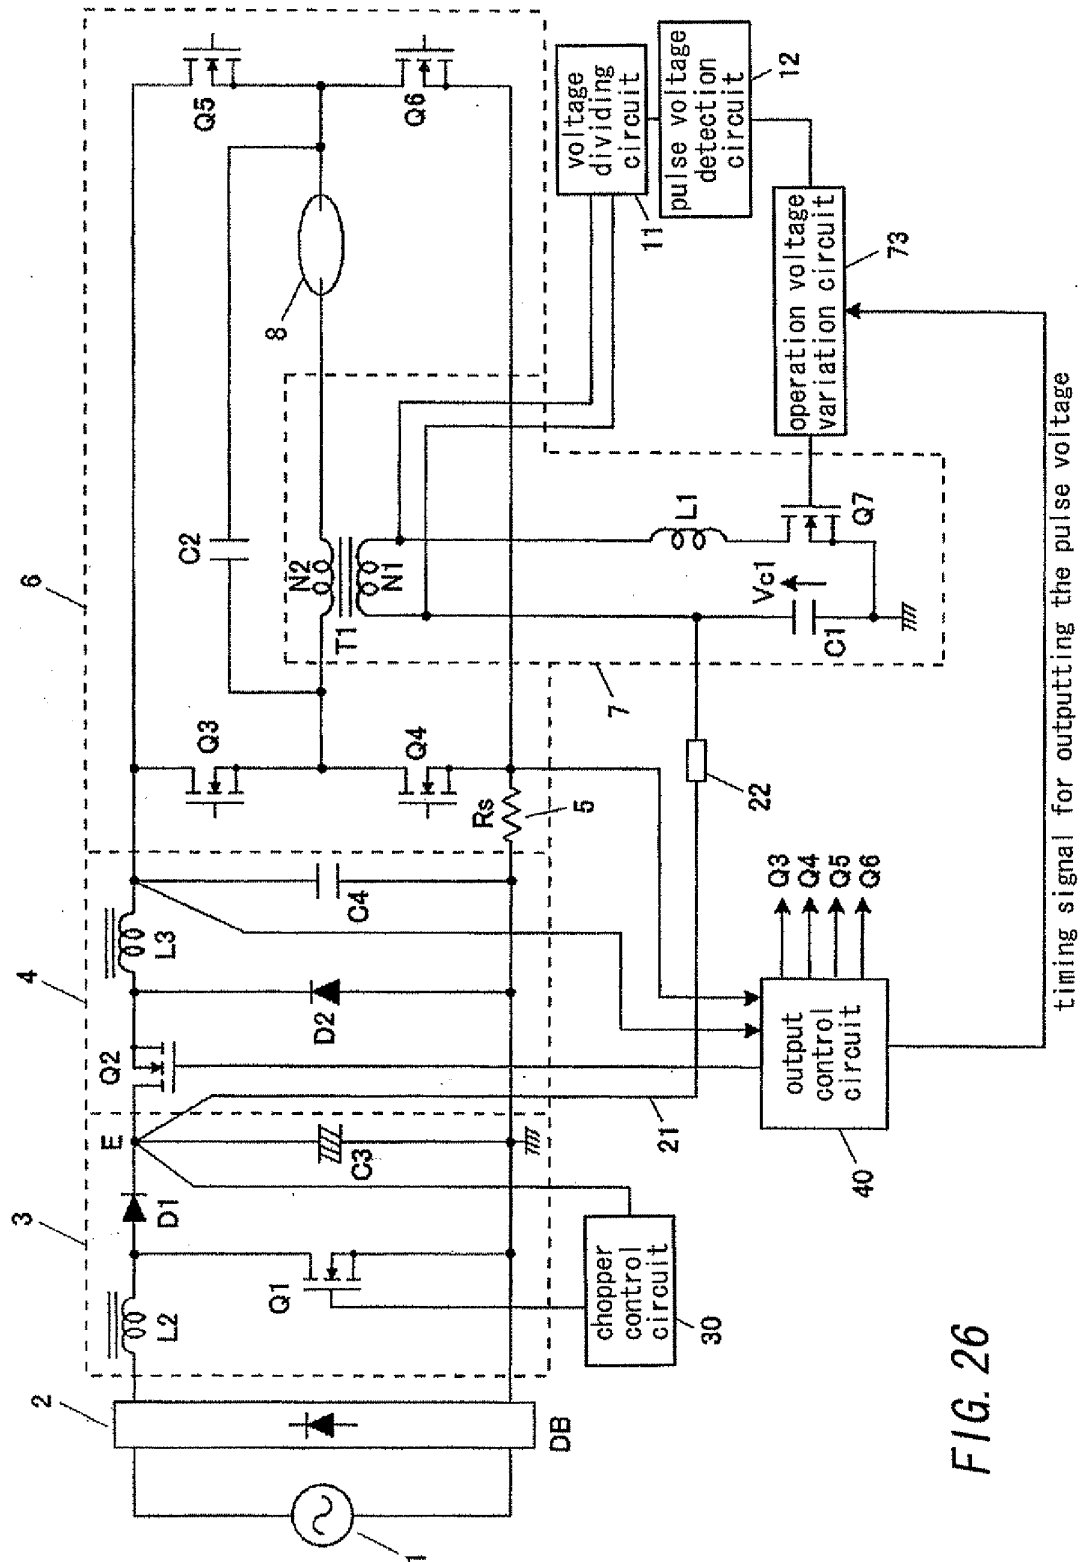 6
4
3
2
1
DB
L2
D1
E
Q2
L3
Q1
C3
D2
C4
Rs
5
Q3
Q4
C2
T1
N2
N1
8
Q5
Q6
7
22
21
L1
Vc1
C1
Q7
chopper
control
circuit
30
output
control
circuit
40
Q3
Q4
Q5
Q6
voltage
dividing
circuit
11
pulse voltage
detection
circuit
12
operation voltage
variation circuit
73
timing signal for outputting the pulse voltage
FIG. 26